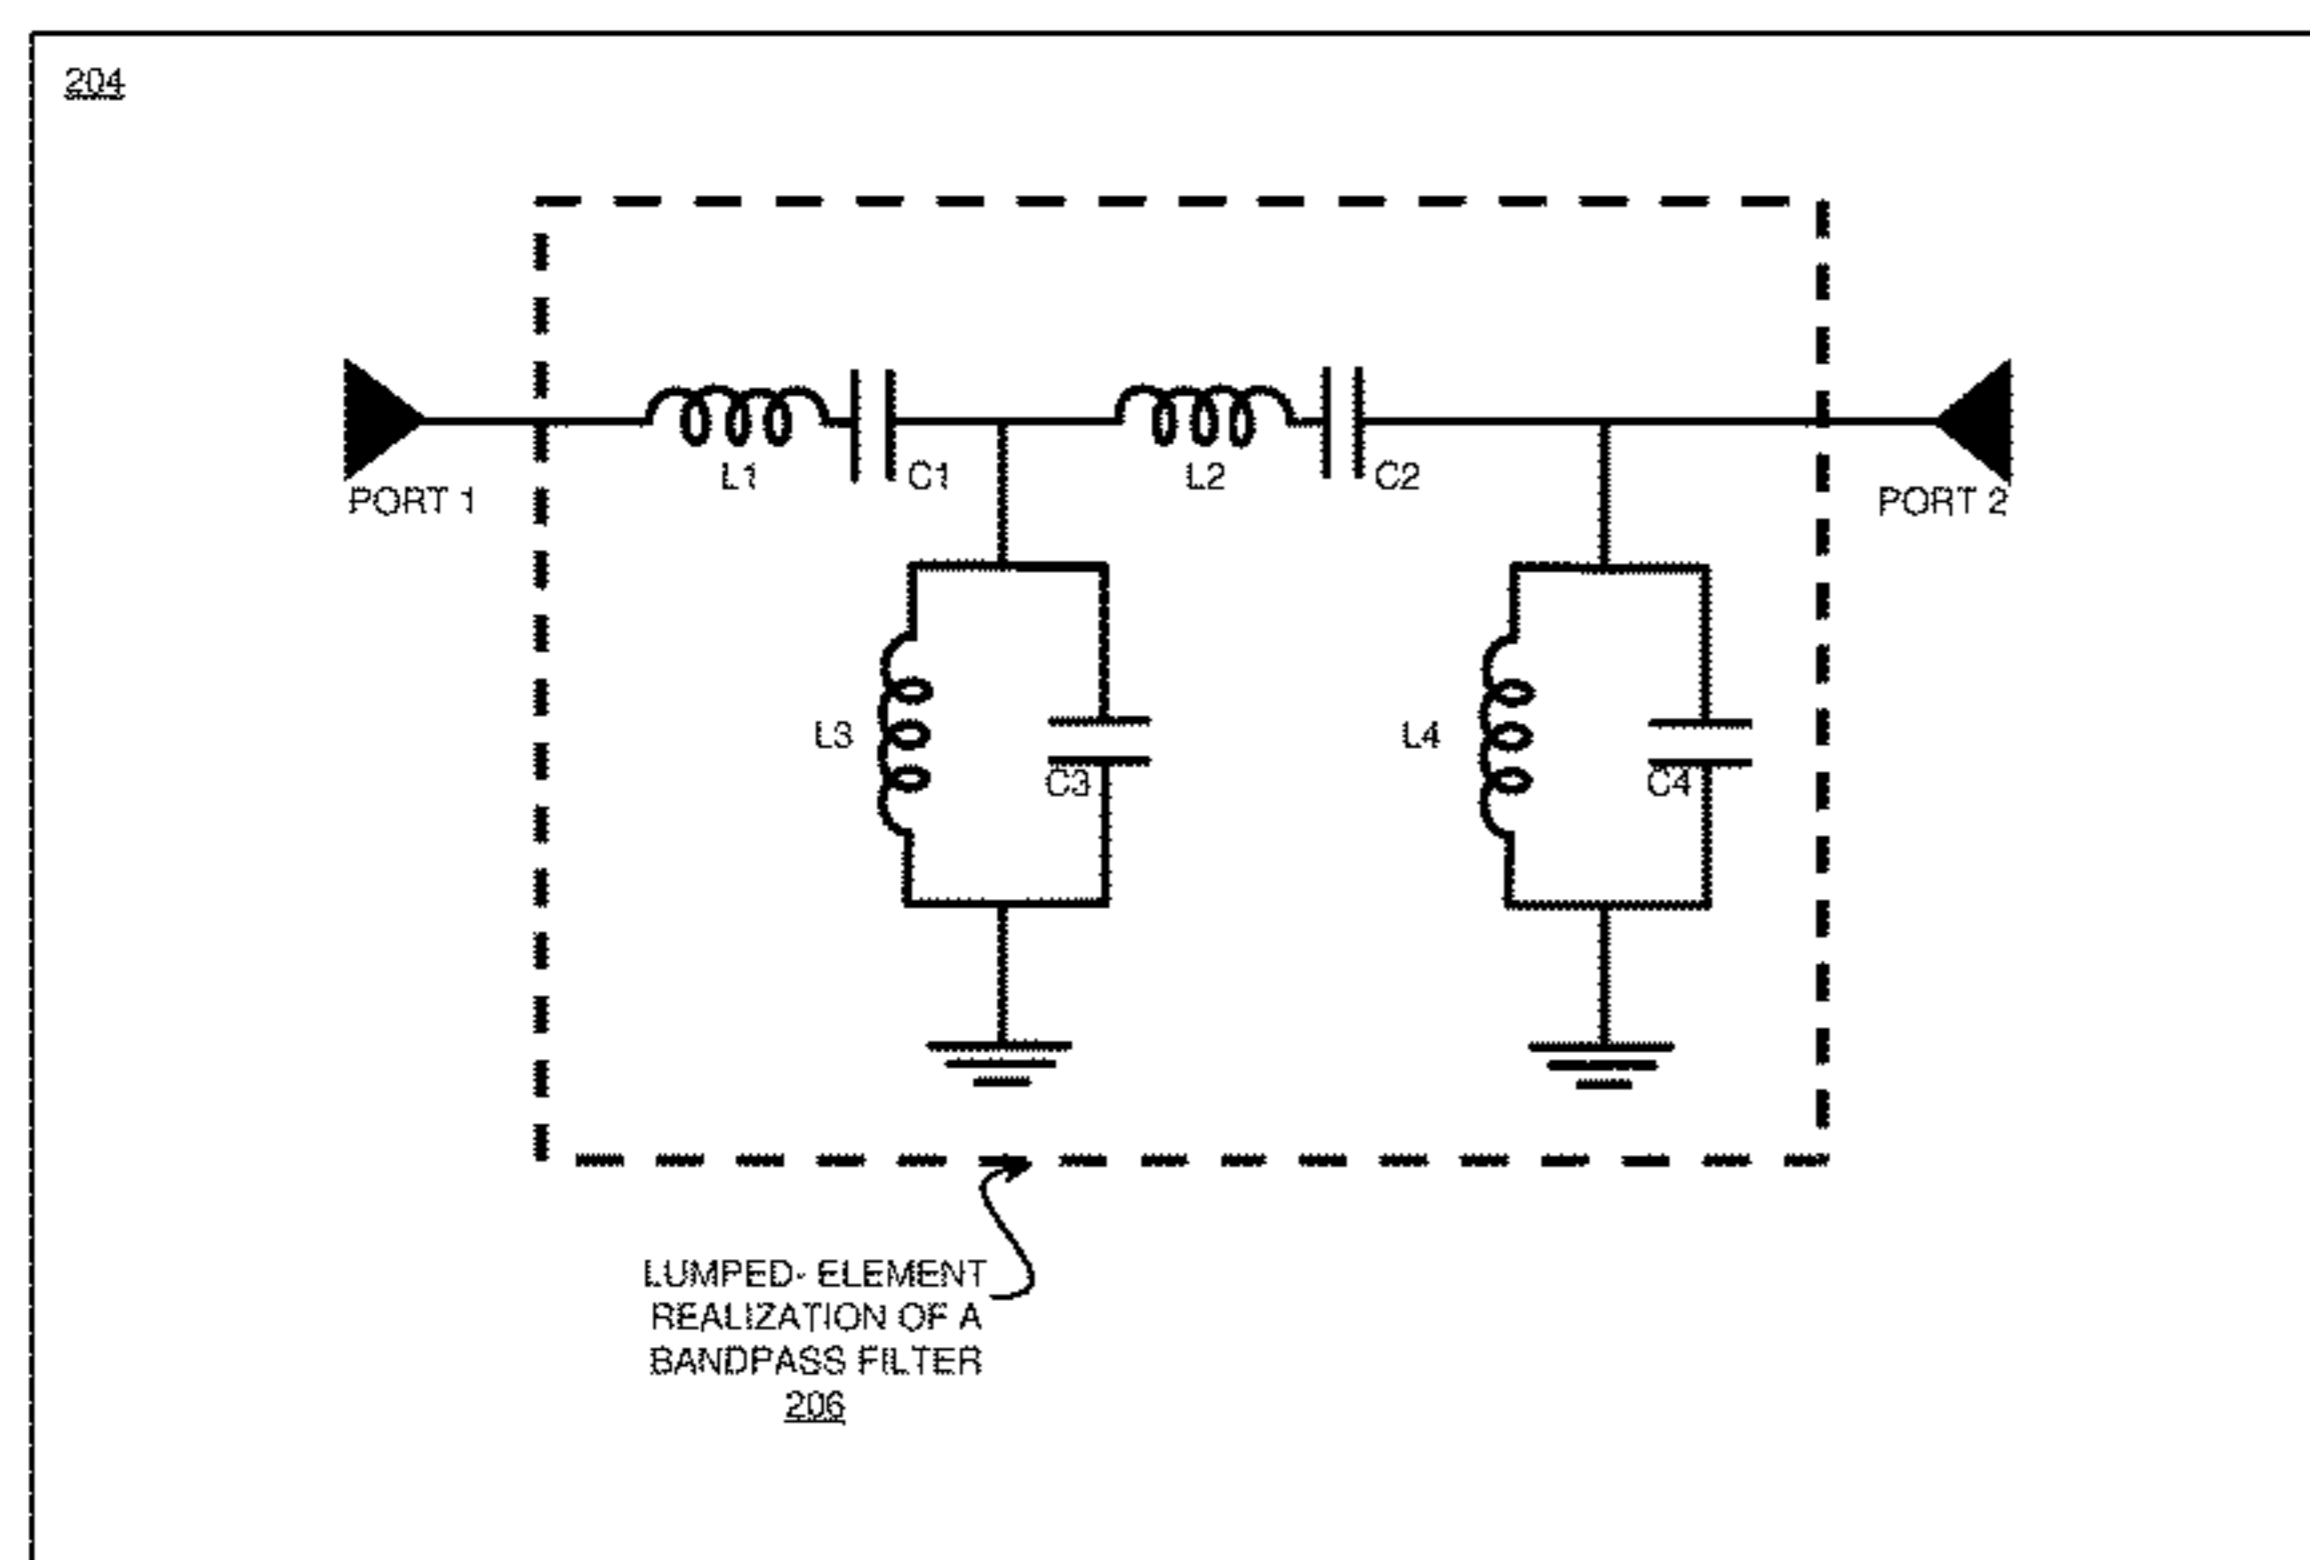 204
L1
C1
L2
C2
PORT 1
PORT 2
L3
C3
L4
C4
LUMPED- ELEMENT
REALIZATION OF A
BANDPASS FILTER
206